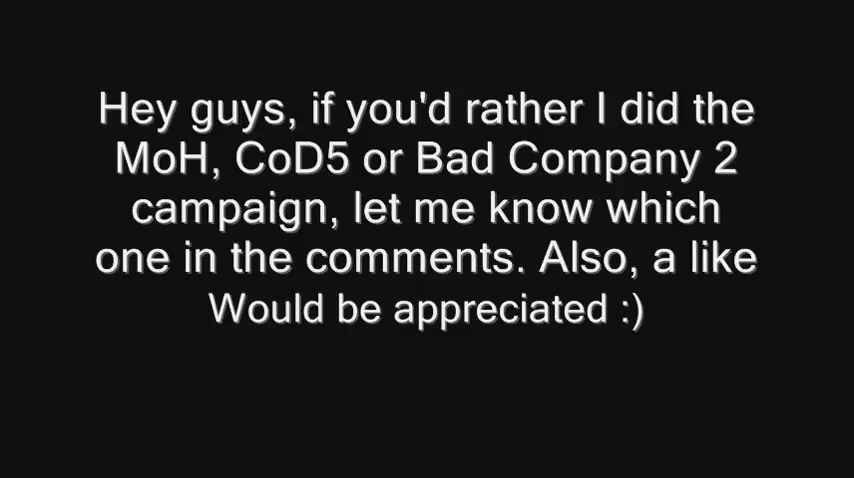 Hey guys, if you'd rather I did the
MoH, CoD5 or Bad Company 2
campaign, let me know which
one in the comments. Also, a like
Would be appreciated :)